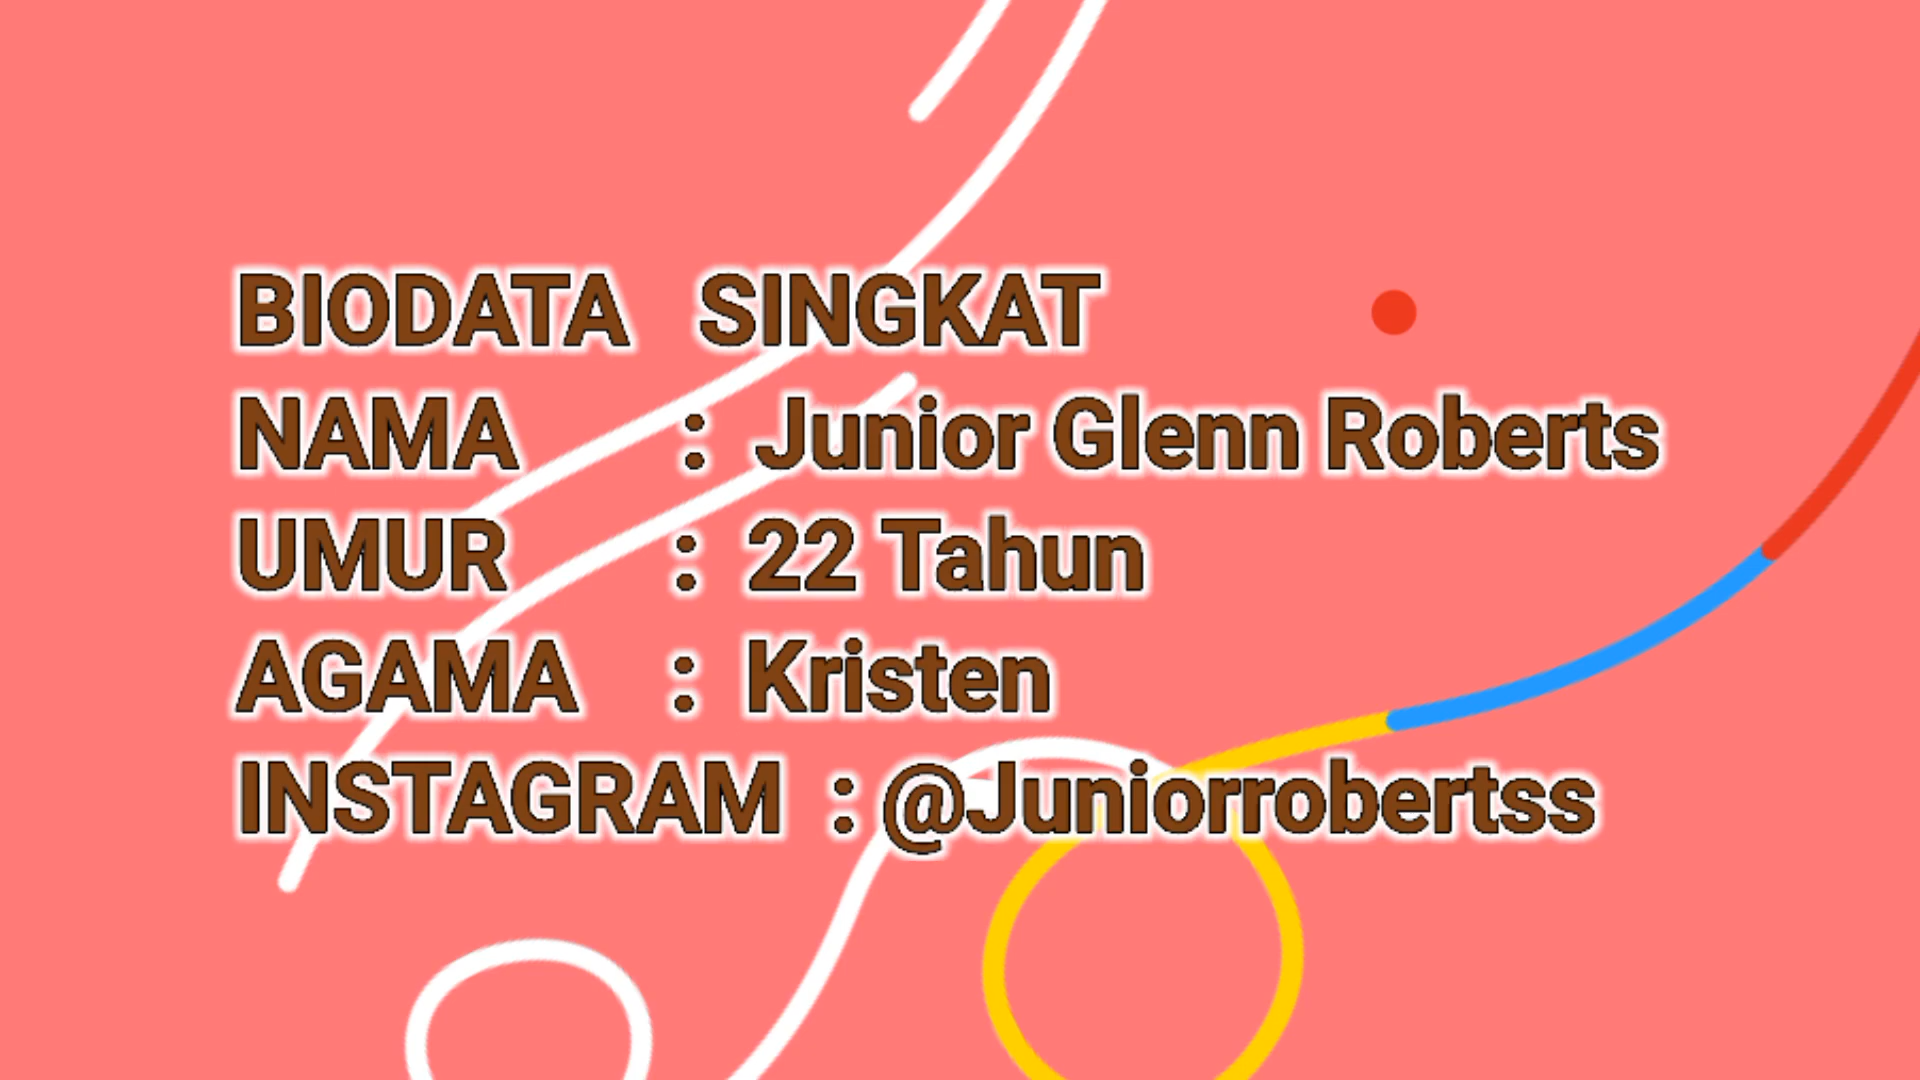 BIODATA SINGKAT
NAMA : Junior Glenn Roberts
UMUR : 22 Tahun
AGAMA : Kristen
INSTAGRAM : @Juniorrobertss